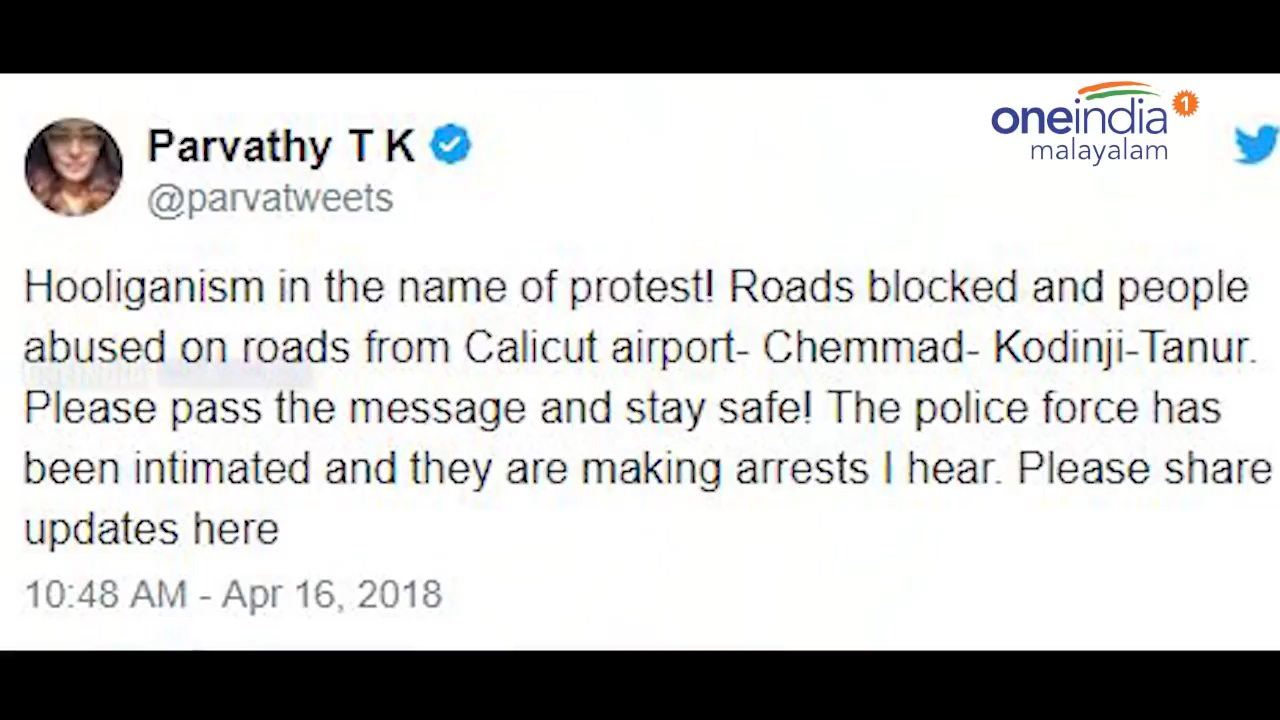 oneindia 1
malayalam
Parvathy T K
@parvatweets
Hooliganism in the name of protest! Roads blocked and people
abused on roads from Calicut airport- Chemmad- Kodinji-Tanur.
Please pass the message and stay safe! The police force has
been intimated and they are making arrests I hear. Please share
updates here
10:48 AM - Apr 16, 2018